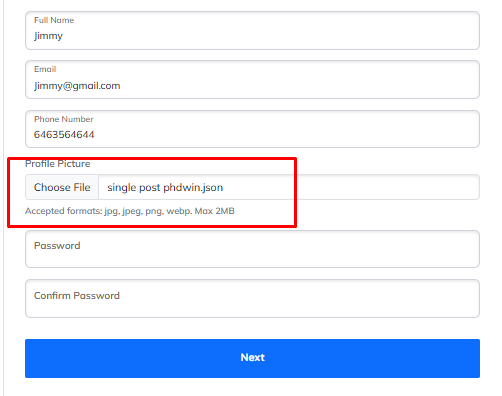 Full Name
Jimmy
Email
Jimmy@gmail.com
Phone Number
6463564644
Profile Picture
Choose File single post phdwin.json
Accepted formats: jpg, jpeg, png, webp. Max 2MB
Password
Confirm Password
Next